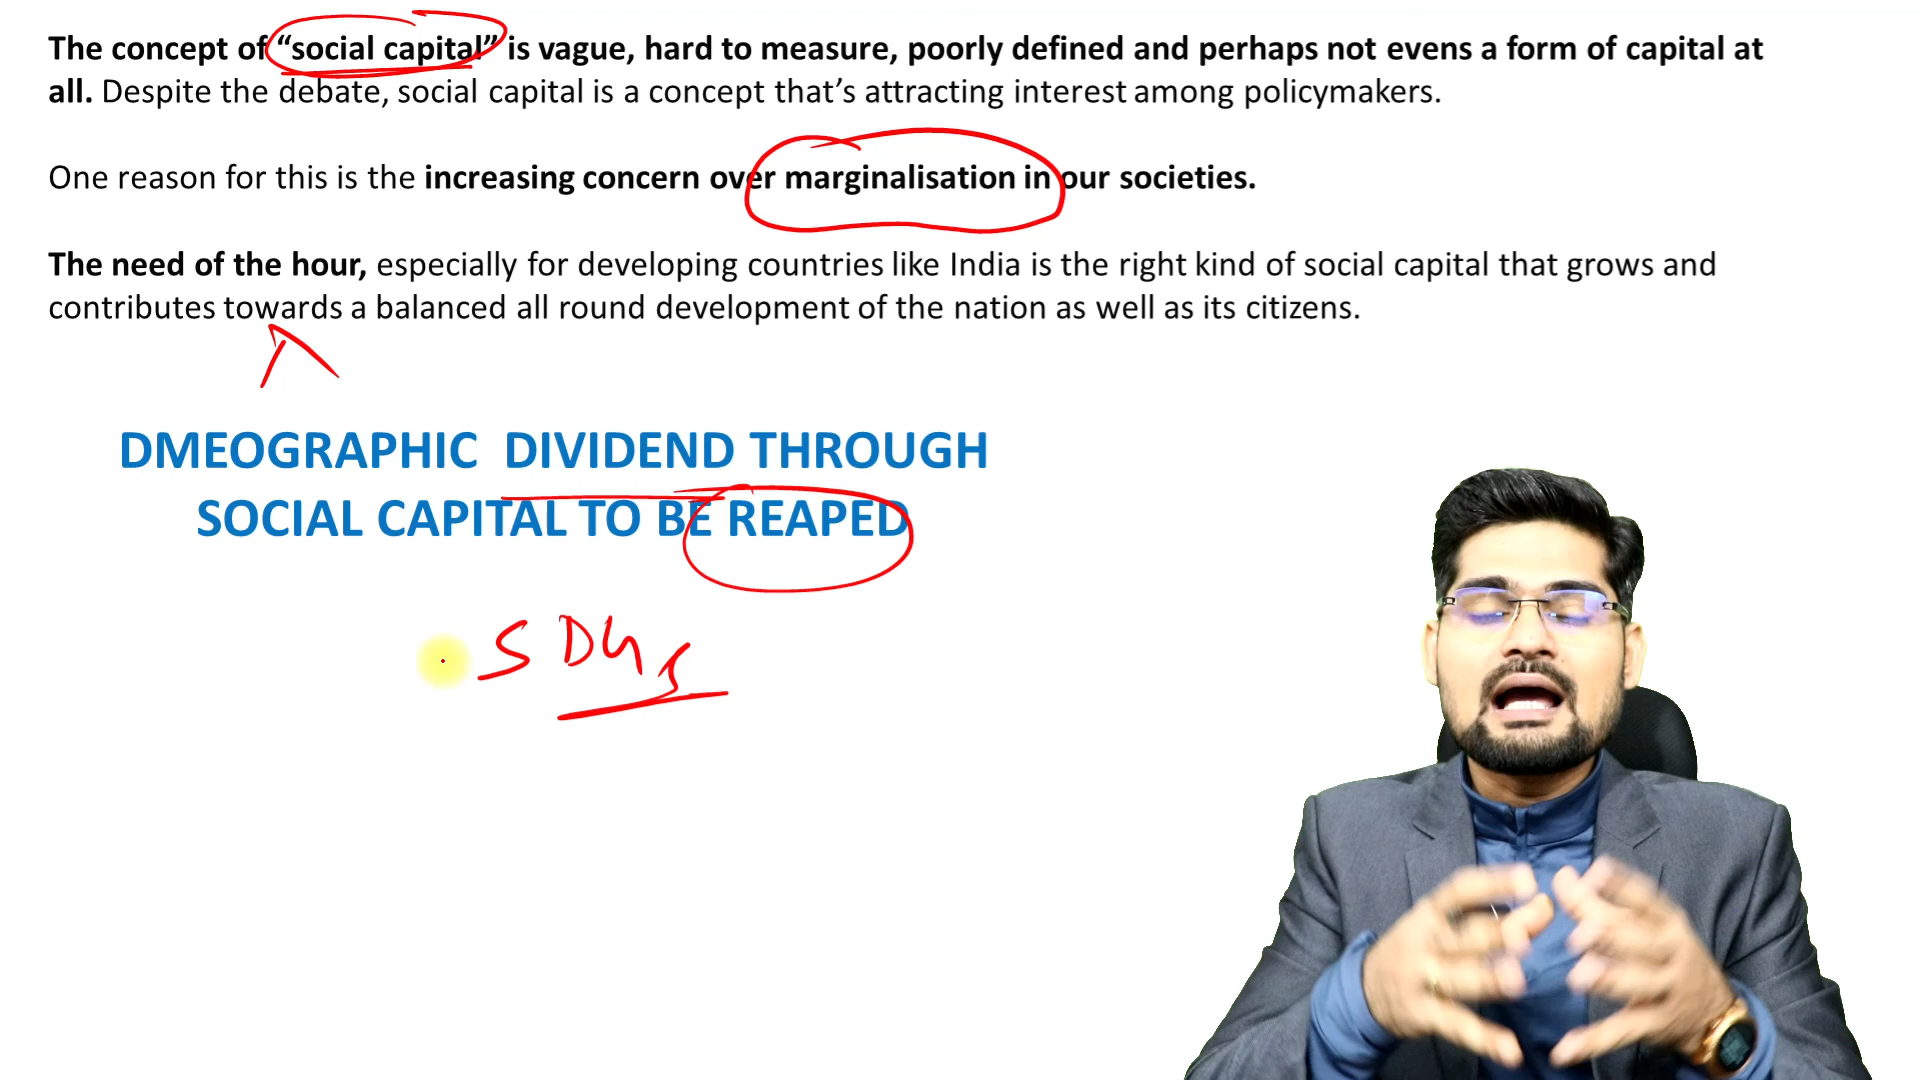 The concept of “social capital” is vague, hard to measure, poorly defined and perhaps not evens a form of capital at
all. Despite the debate, social capital is a concept that’s attracting interest among policymakers.
One reason for this is the increasing concern over marginalisation in our societies.
The need of the hour, especially for developing countries like India is the right kind of social capital that grows and
contributes towards a balanced all round development of the nation as well as its citizens.
DMEOGRAPHIC DIVIDEND THROUGH
SOCIAL CAPITAL TO BE REAPED
SDGs